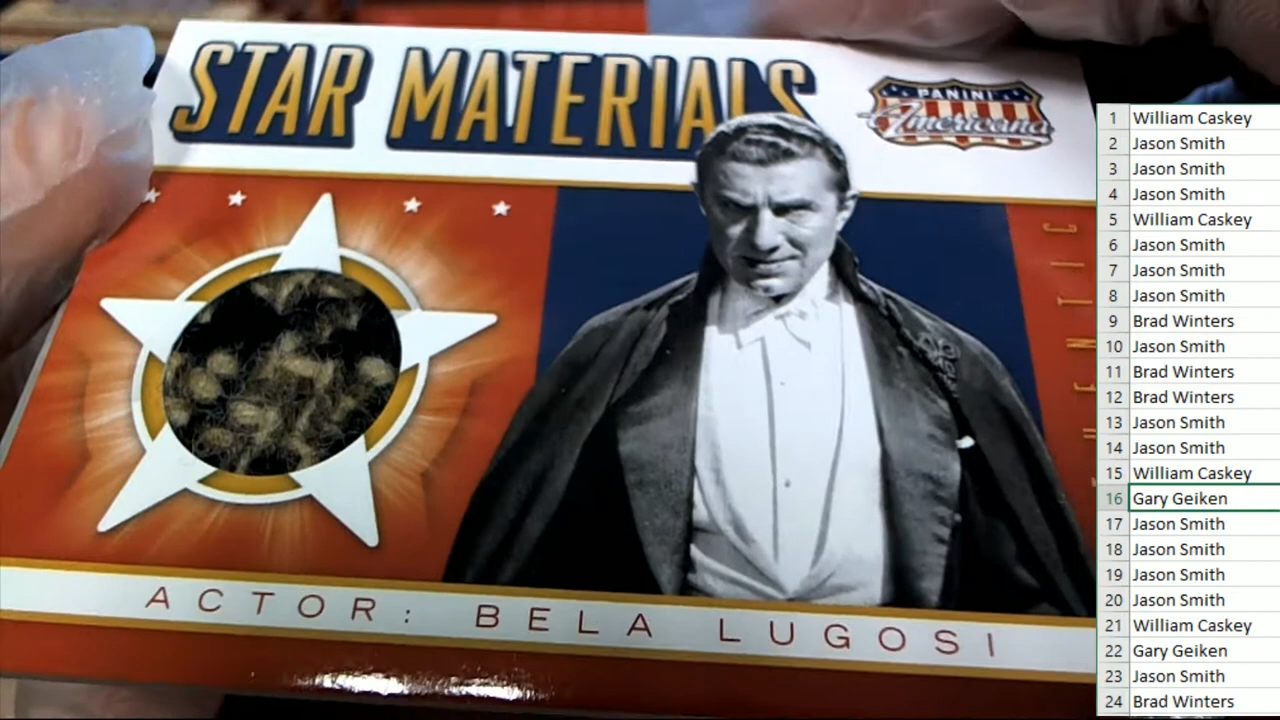 STAR MATERIALS
PANINI
Americana
ACTOR: BELA LUGOSI
1 William Caskey
2 Jason Smith
3 Jason Smith
4 Jason Smith
5 William Caskey
6 Jason Smith
7 Jason Smith
8 Jason Smith
9 Brad Winters
10 Jason Smith
11 Brad Winters
12 Brad Winters
13 Jason Smith
14 Jason Smith
15 William Caskey
16 Gary Geiken
17 Jason Smith
18 Jason Smith
19 Jason Smith
20 Jason Smith
21 William Caskey
22 Gary Geiken
23 Jason Smith
24 Brad Winters